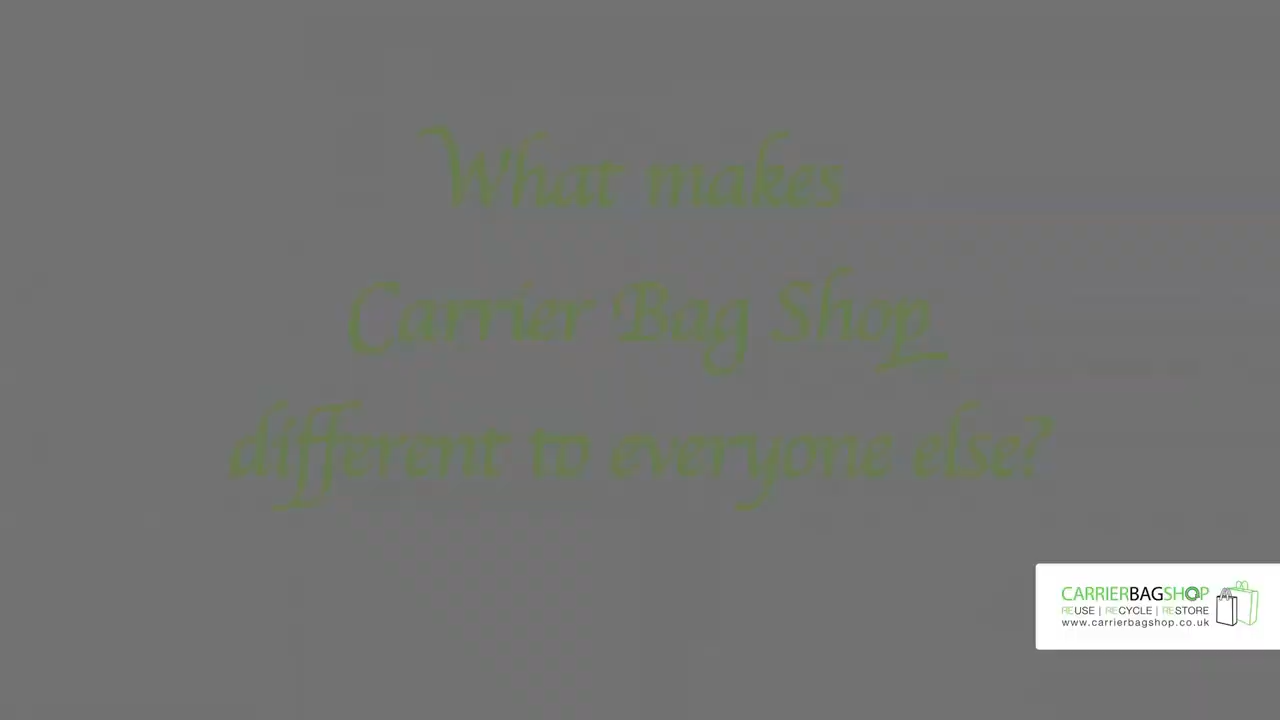 What makes
Carrier Bag Shop
different to everyone else?
CARRIERBAGSHOP
REUSE | RECYCLE | RESTORE
www.carrierbagshop.co.uk